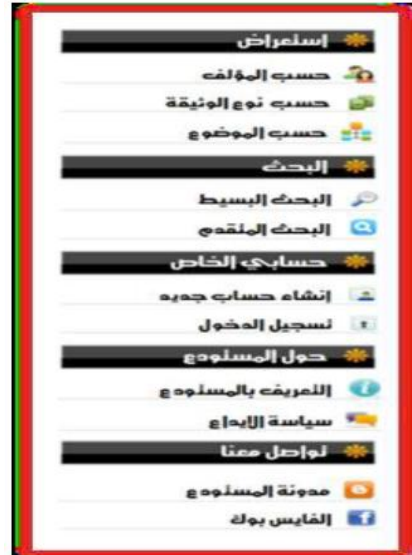 إستعراض
حسب المؤلف
حسب نوع الوثيقة
حسب الموضوع
البحث
البحث البسيط
البحث المتقدم
حسابي الخاص
إنشاء حساب جديد
تسجيل الدخول
حول المستودع
التعريف بالمستودع
سياسة الإيداع
تواصل معنا
مدونة المستودع
الفايس بوك